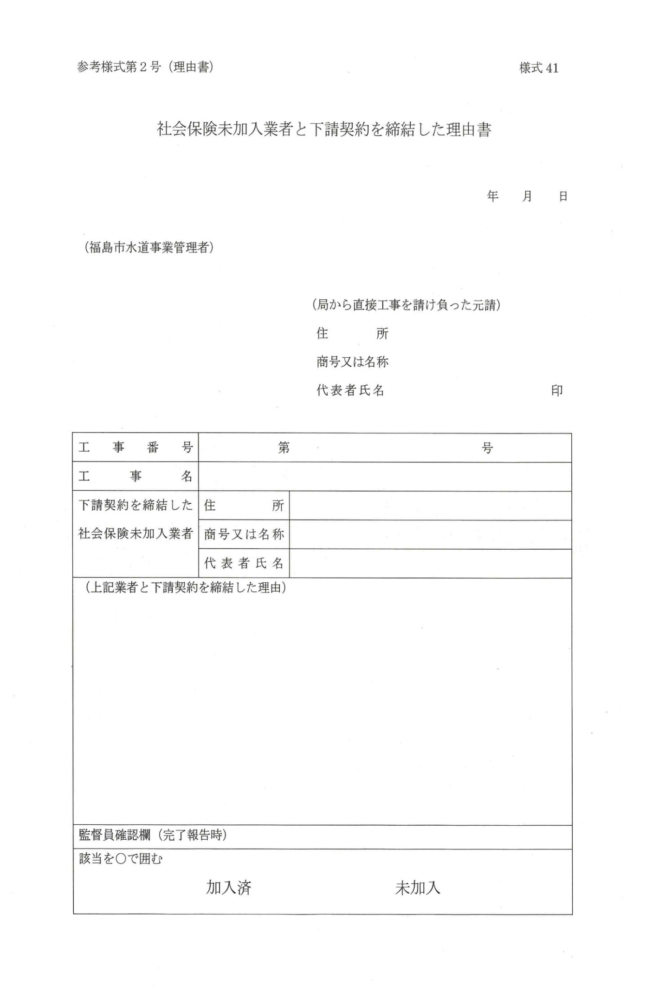 参考様式第２号（理由書）　様式 41
社会保険未加入業者と下請契約を締結した理由書
年　月　日
（福島市水道事業管理者）
（局から直接工事を請け負った元請）
住　所
商号又は名称
代表者氏名　印
工事番号　第　号
工事名
下請契約を締結した　住　所
社会保険未加入業者　商号又は名称
代表者氏名
（上記業者と下請契約を締結した理由）
監督員確認欄（完了報告時）
該当を〇で囲む
加入済　未加入